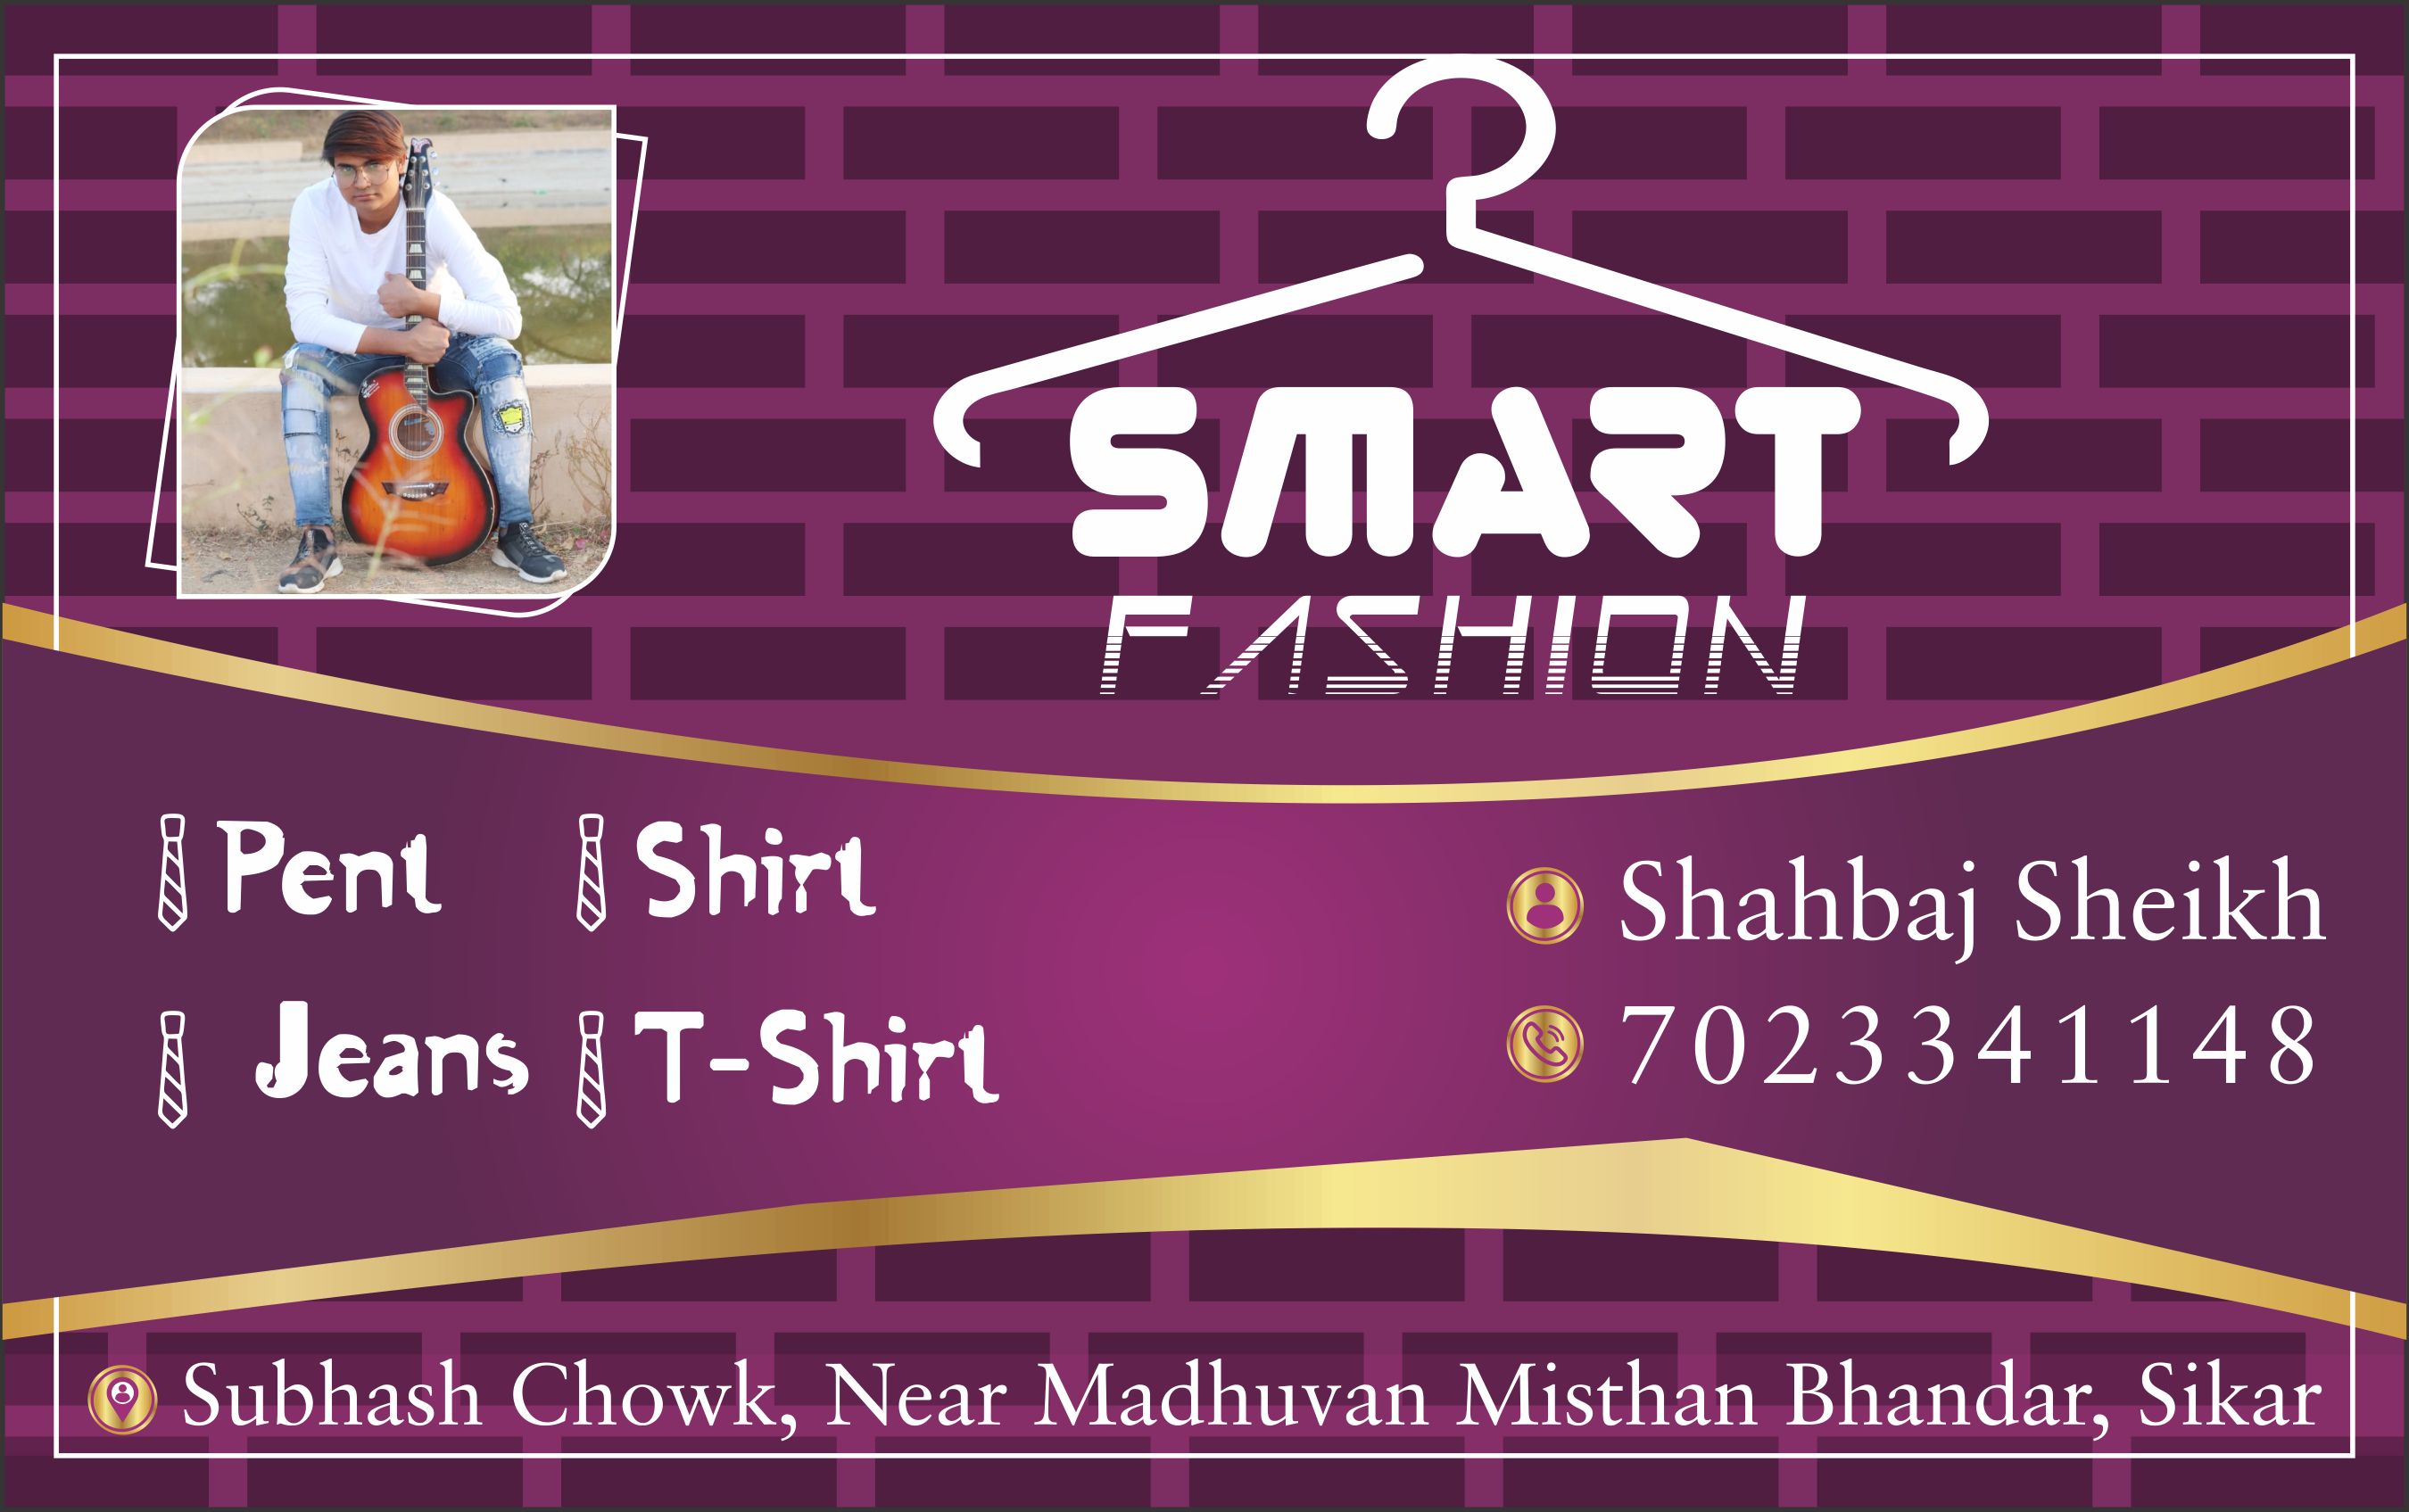 SMART
FASHION
Pent
Shirt
Jeans
T-Shirt
Shahbaj Sheikh
7023341148
Subhash Chowk, Near Madhuvan Misthan Bhandar, Sikar